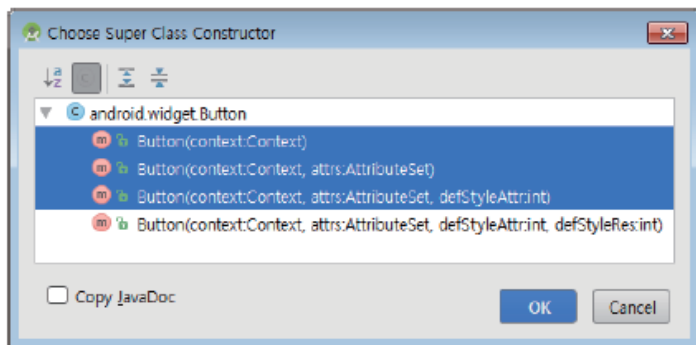 Choose Super Class Constructor
android.widget.Button
Button(context:Context)
Button(context:Context, attrs:AttributeSet)
Button(context:Context, attrs:AttributeSet, defStyleAttr:int)
Button(context:Context, attrs:AttributeSet, defStyleAttr:int, defStyleRes:int)
Copy JavaDoc
OK
Cancel